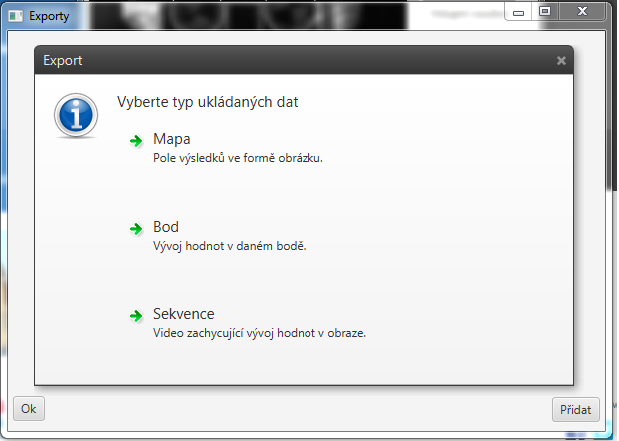 Exporty
Export
Vyberte typ ukládaných dat
Mapa
Pole výsledků ve formě obrázku.
Bod
Vývoj hodnot v daném bodě.
Sekvence
Video zachycující vývoj hodnot v obraze.
Ok
Přidat